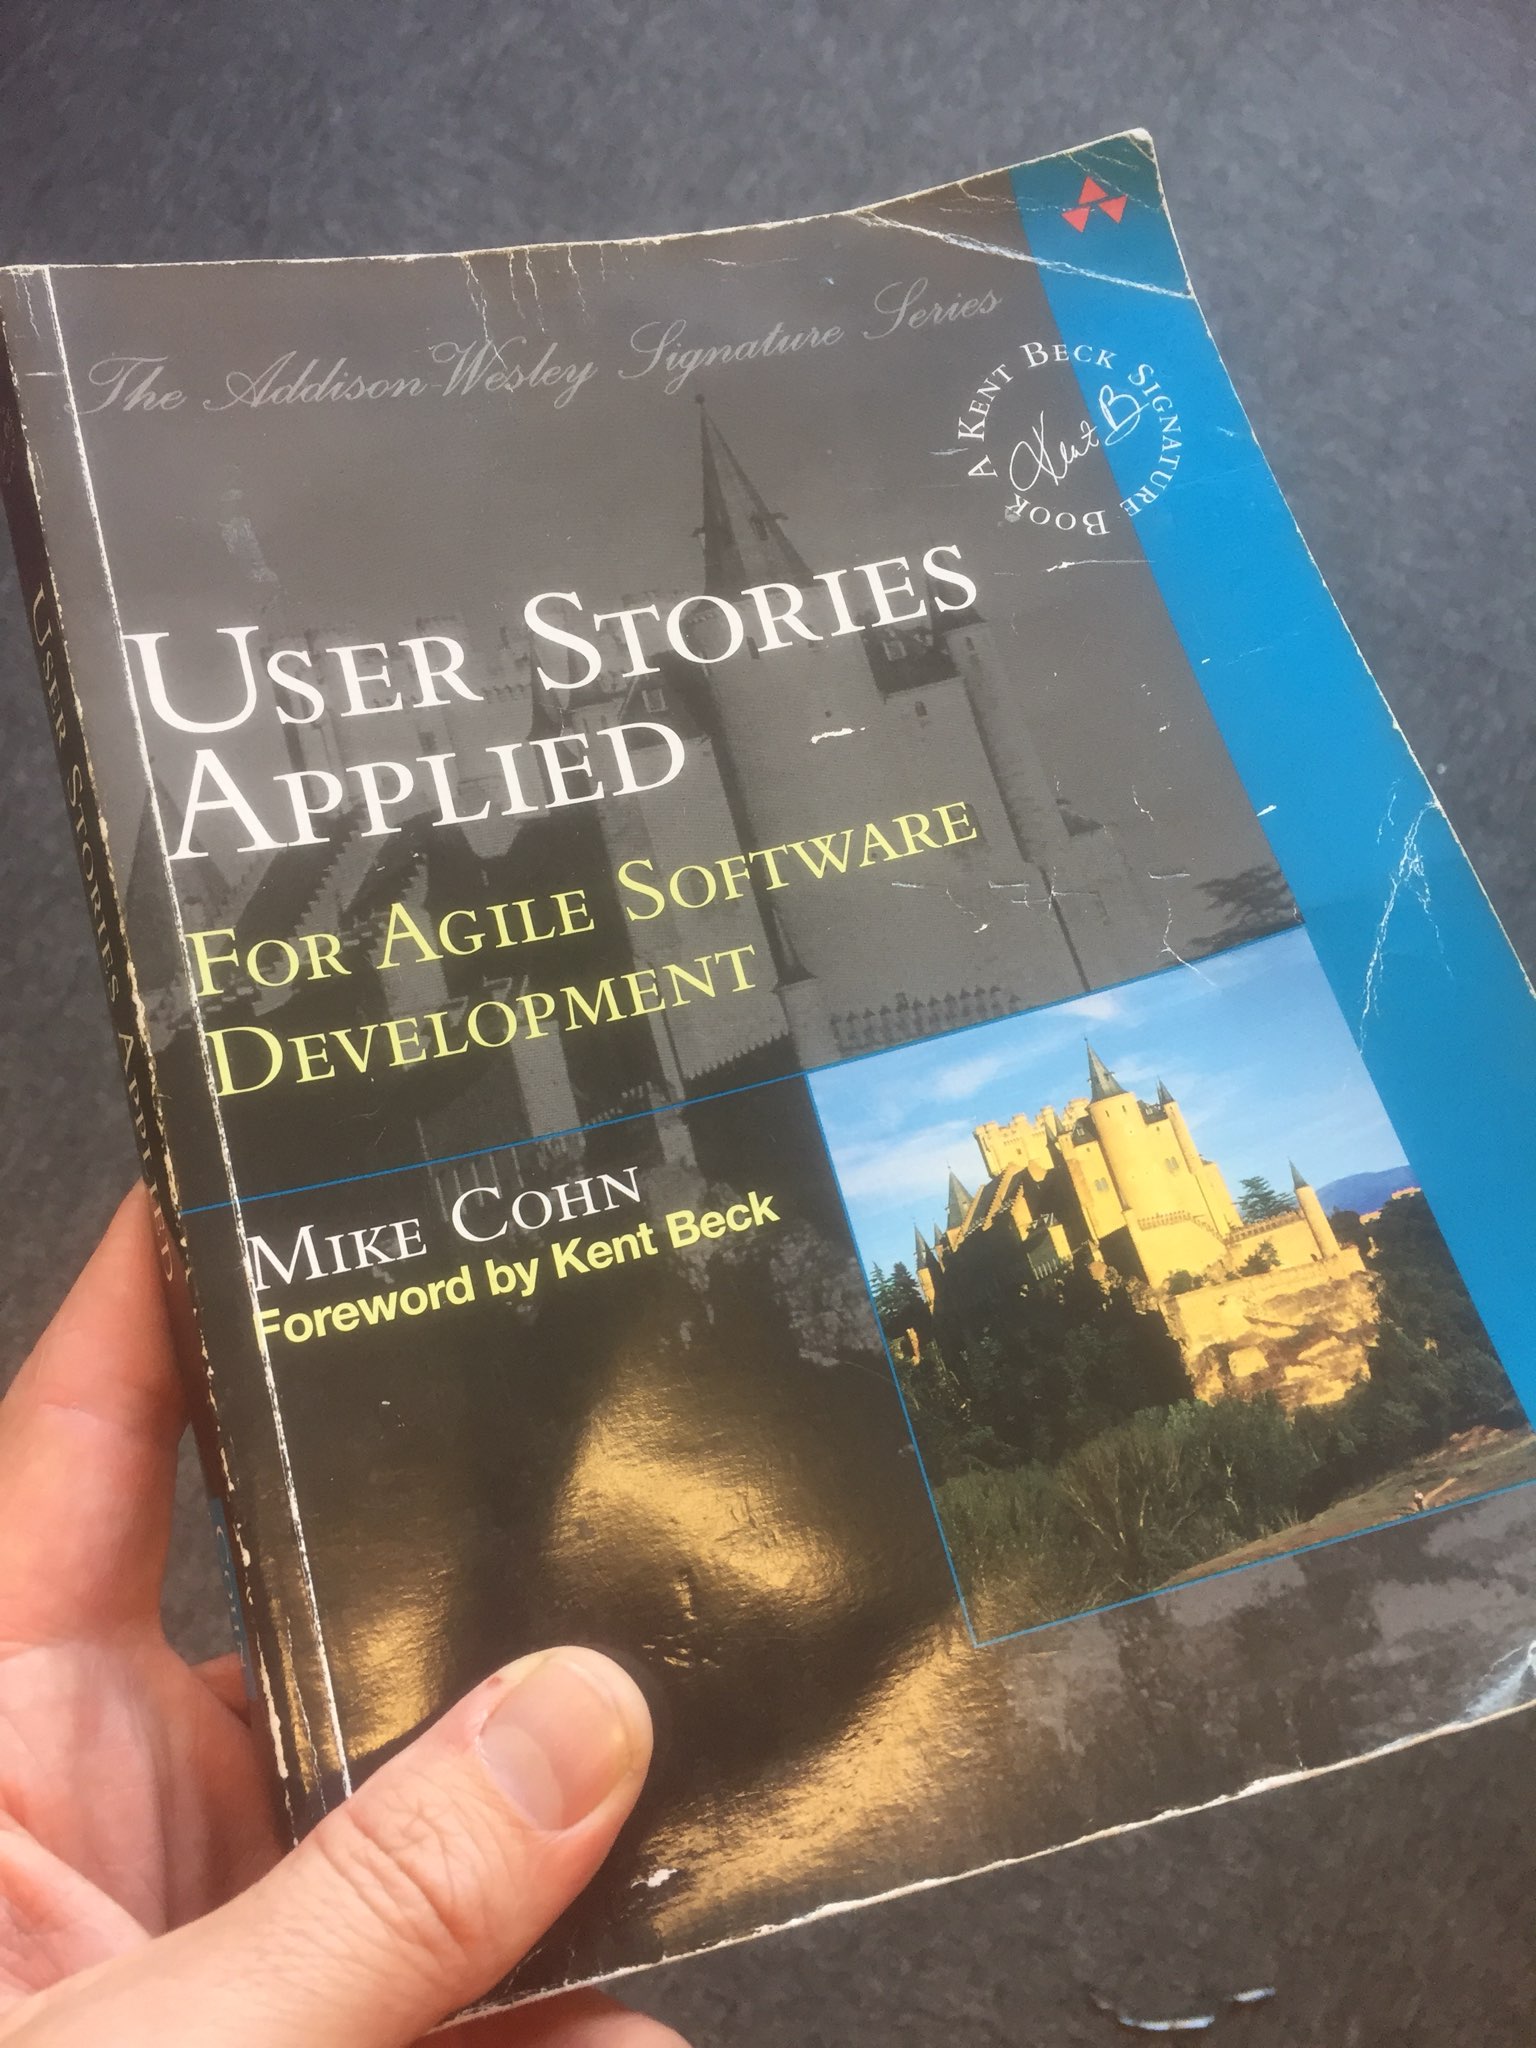 The Addison-Wesley Signature Series
A KENT BECK SIGNATURE BOOK
Kent B
USER STORIES
APPLIED
FOR AGILE SOFTWARE
DEVELOPMENT
MIKE COHN
Foreword by Kent Beck
USER STORIES APPLIED